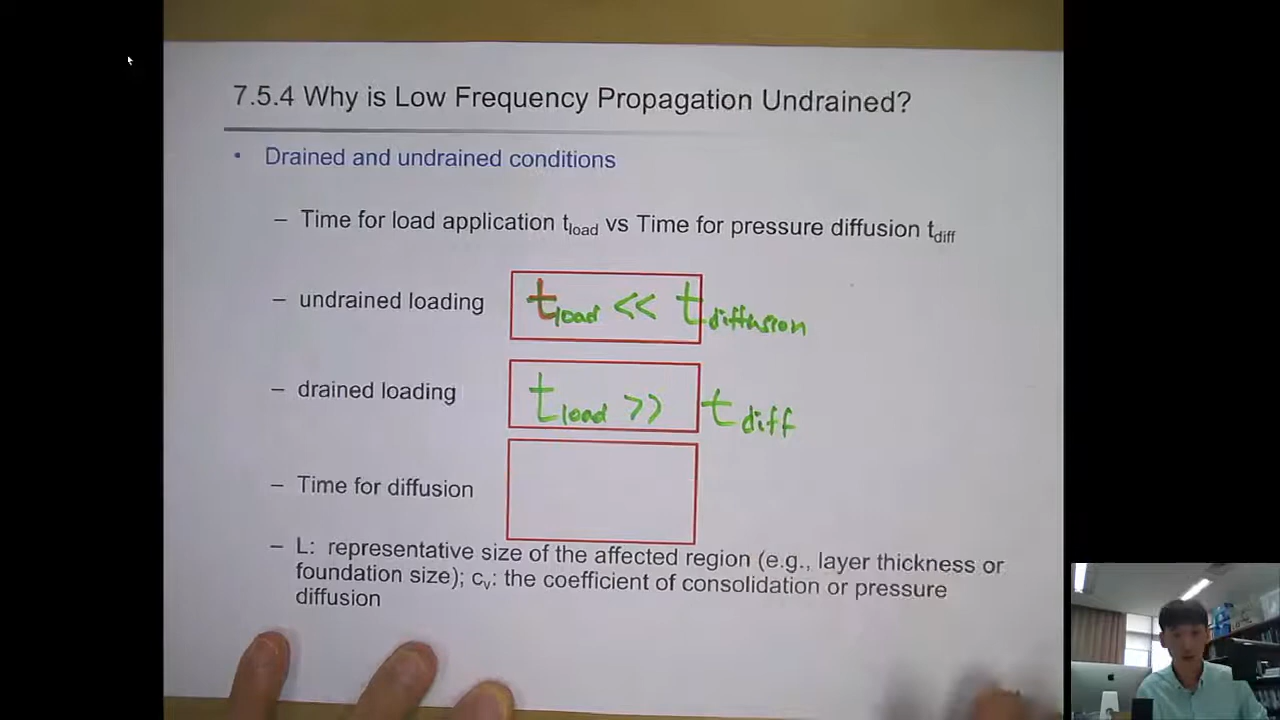 7.5.4 Why is Low Frequency Propagation Undrained?
• Drained and undrained conditions
– Time for load application tload vs Time for pressure diffusion tdiff
– undrained loading tload << tdiffusion
– drained loading tload >> tdiff
– Time for diffusion
– L: representative size of the affected region (e.g., layer thickness or
foundation size); cv: the coefficient of consolidation or pressure
diffusion